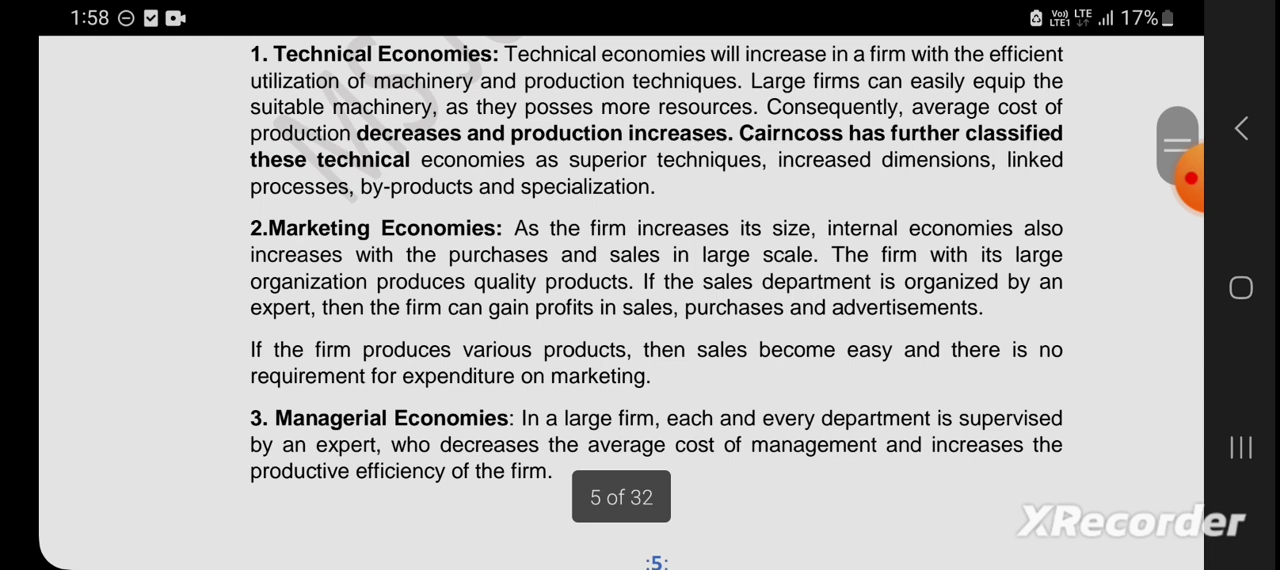 1:58
Vo)) LTE
LTE1 17%
1. Technical Economies: Technical economies will increase in a firm with the efficient
utilization of machinery and production techniques. Large firms can easily equip the
suitable machinery, as they posses more resources. Consequently, average cost of
production decreases and production increases. Cairncoss has further classified
these technical economies as superior techniques, increased dimensions, linked
processes, by-products and specialization.
2.Marketing Economies: As the firm increases its size, internal economies also
increases with the purchases and sales in large scale. The firm with its large
organization produces quality products. If the sales department is organized by an
expert, then the firm can gain profits in sales, purchases and advertisements.
If the firm produces various products, then sales become easy and there is no
requirement for expenditure on marketing.
3. Managerial Economies: In a large firm, each and every department is supervised
by an expert, who decreases the average cost of management and increases the
productive efficiency of the firm.
5 of 32
XRecorder
:5: